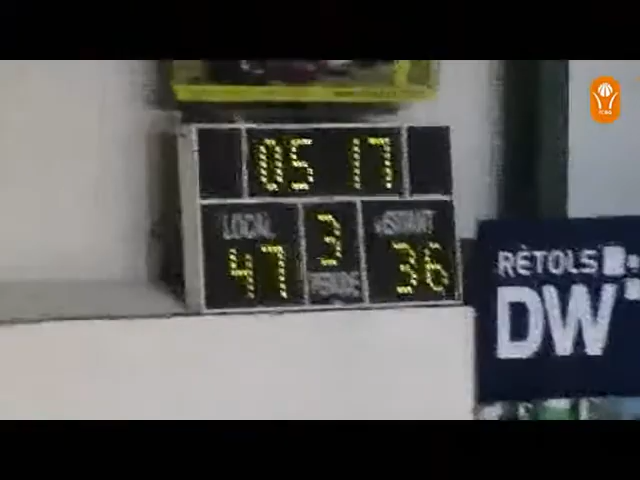 05 17
LOCAL 3 VISITANT
47 PERIODE 36
RÈTOLS
DW